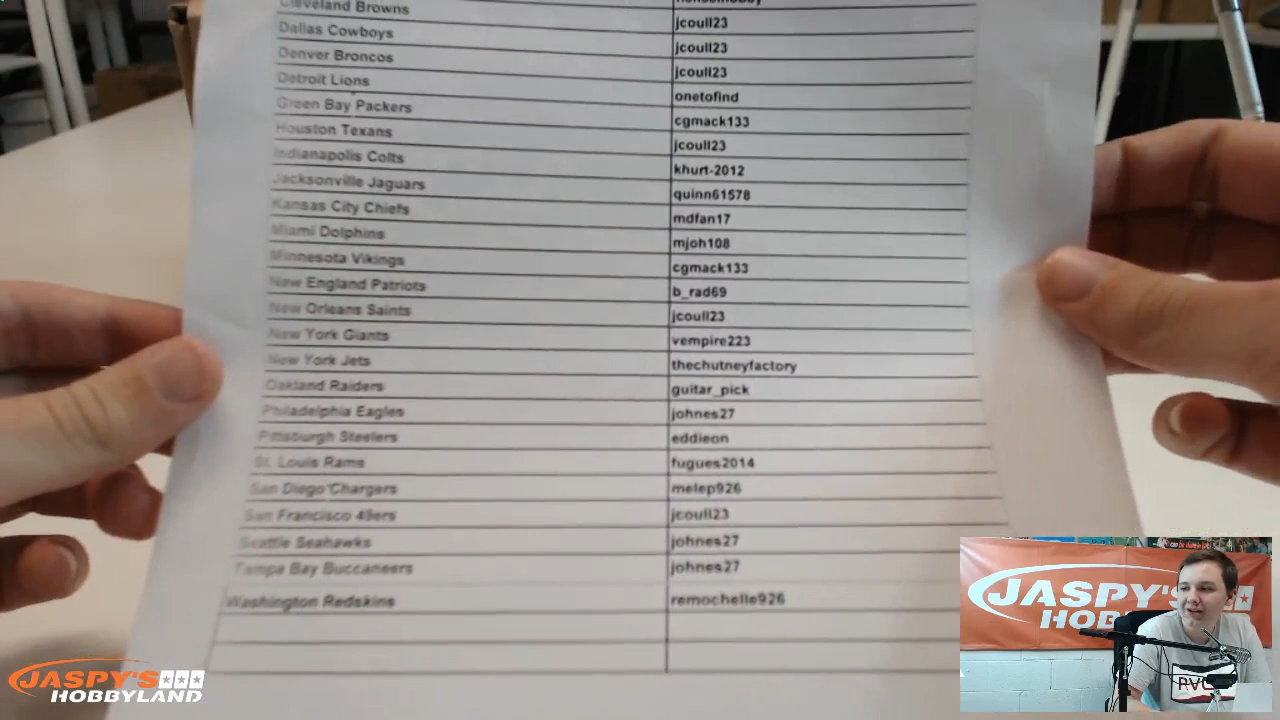 Cleveland Browns jcoull23
Dallas Cowboys jcoull23
Denver Broncos jcoull23
Detroit Lions onetofind
Green Bay Packers cgmack133
Houston Texans jcoull23
Indianapolis Colts khurt-2012
Jacksonville Jaguars quinn61578
Kansas City Chiefs mdfan17
Miami Dolphins mjoh108
Minnesota Vikings cgmack133
New England Patriots b_rad69
New Orleans Saints jcoull23
New York Giants vempire223
New York Jets thechutneyfactory
Oakland Raiders guitar_pick
Philadelphia Eagles johnes27
Pittsburgh Steelers eddieon
St. Louis Rams fugues2014
San Diego Chargers melep926
San Francisco 49ers jcoull23
Seattle Seahawks johnes27
Tampa Bay Buccaneers johnes27
Washington Redskins remochelle926
JASPY'S
HOBBYLAND
JASPY'S
HOB
RVC